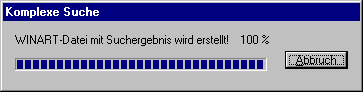 Komplexe Suche
WINART-Datei mit Suchergebnis wird erstellt! 100 %
Abbruch